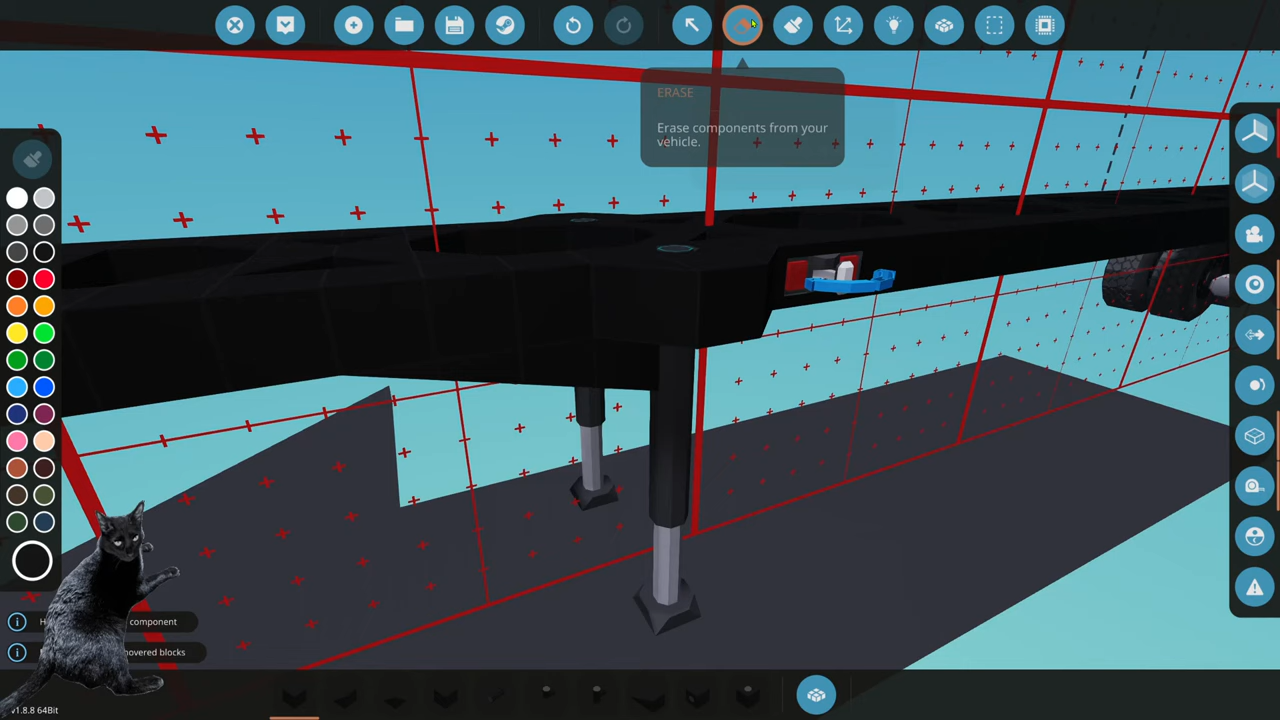 ERASE
Erase components from your
vehicle.
component
overed blocks
v1.8.8 64Bit